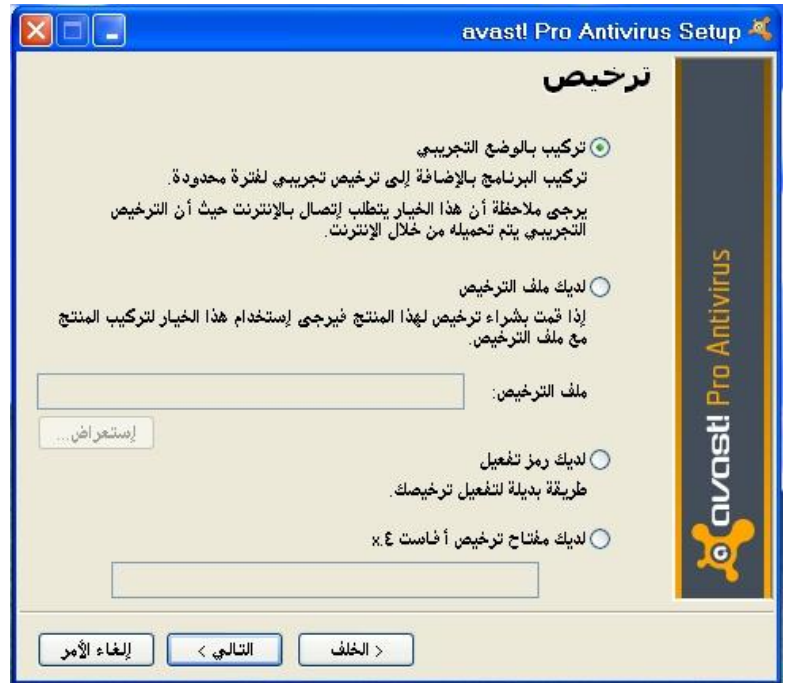 avast! Pro Antivirus Setup
ترخيص
تركيب بالوضع التجريبي
تركيب البرنامج بالإضافة إلى ترخيص تجريبي لفترة محدودة.
يرجى ملاحظة أن هذا الخيار يتطلب إتصال بالإنترنت حيث أن الترخيص
التجريبي يتم تحميله من خلال الإنترنت.
لديك ملف الترخيص
إذا قمت بشراء ترخيص لهذا المنتج فيرجى إستخدام هذا الخيار لتركيب المنتج
مع ملف الترخيص.
ملف الترخيص:
إستعراض...
لديك رمز تفعيل
طريقة بديلة لتفعيل ترخيصك.
لديك مفتاح ترخيص أفاست ٤.x
avast! Pro Antivirus
< الخلف
التالي >
إلغاء الأمر